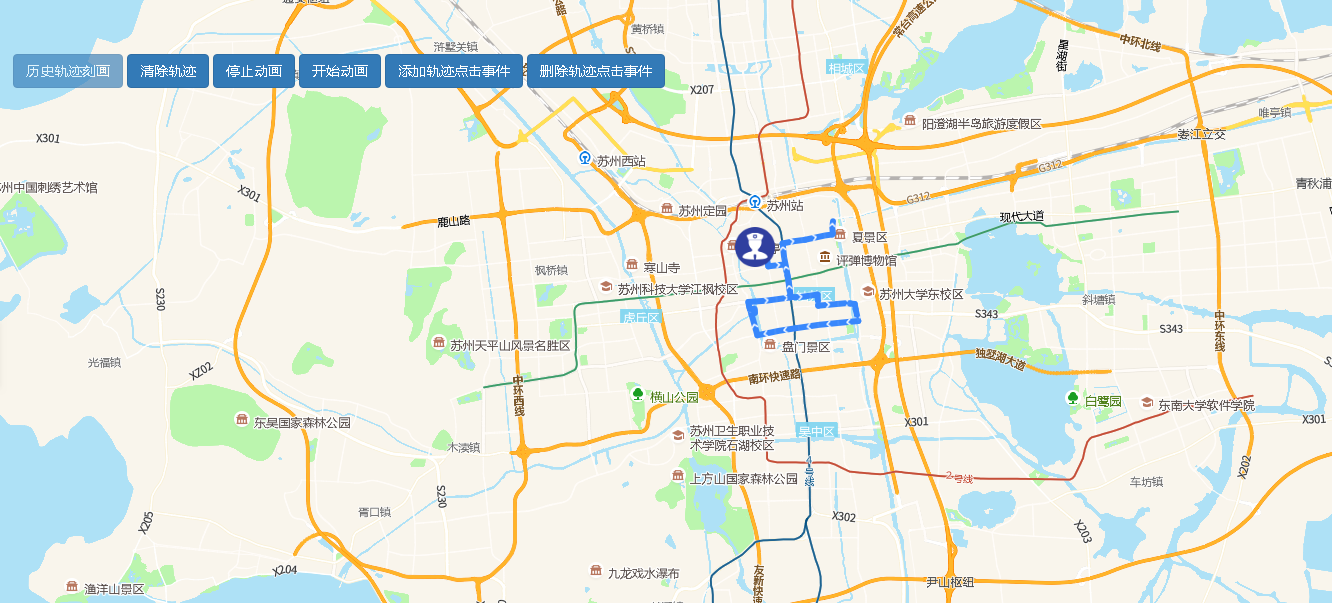 黄桥镇
浒墅关镇
常台高速公路
中环北线
星湖街
相城区
历史轨迹刻画
清除轨迹
停止动画
开始动画
添加轨迹点击事件
删除轨迹点击事件
X207
唯亭镇
阳澄湖半岛旅游度假区
娄江立交
X301
苏州西站
G312
州中国刺绣艺术馆
X301
青秋浦
G312
苏州定园
苏州站
鹿山路
现代大道
夏景区
评弹博物馆
枫桥镇
寒山寺
苏州科技大学江枫校区
苏州大学东校区
S230
斜塘镇
虎丘区
S343
S343
中环东线
苏州天平山风景名胜区
盘门景区
独墅湖大道
光福镇
XZ02
南环快速路
中环西线
横山公园
白鹭园
东南大学软件学院
东吴国家森林公园
X301
X301
苏州卫生职业技
术学院石湖校区
吴中区
木渎镇
4号线
X202
上方山国家森林公园
2号线
车坊镇
S230
胥口镇
X205
X302
X203
X204
九龙戏水瀑布
渔洋山景区
友新快速
尹山枢纽